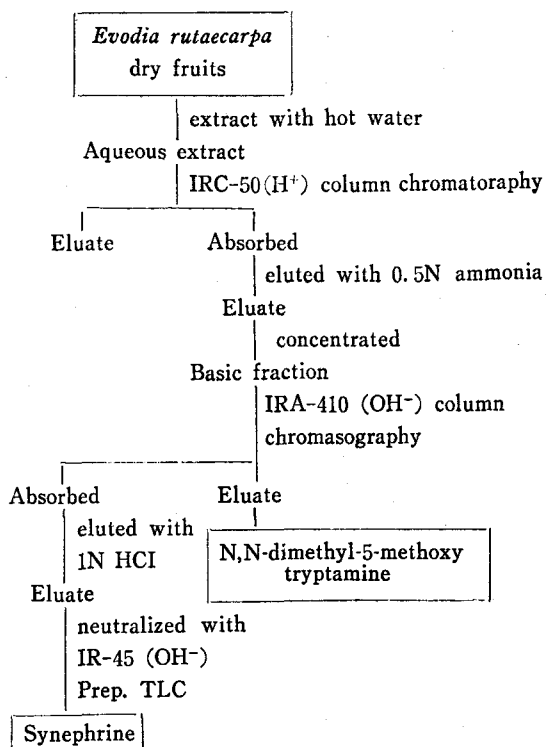 Evodia rutaecarpa
dry fruits
extract with hot water
Aqueous extract
IRC-50(H⁺) column chromatoraphy
Eluate
Absorbed
eluted with 0.5N ammonia
Eluate
concentrated
Basic fraction
IRA-410 (OH⁻) column
chromasography
Absorbed
Eluate
eluted with
1N HCl
N,N-dimethyl-5-methoxy
tryptamine
Eluate
neutralized with
IR-45 (OH⁻)
Prep. TLC
Synephrine